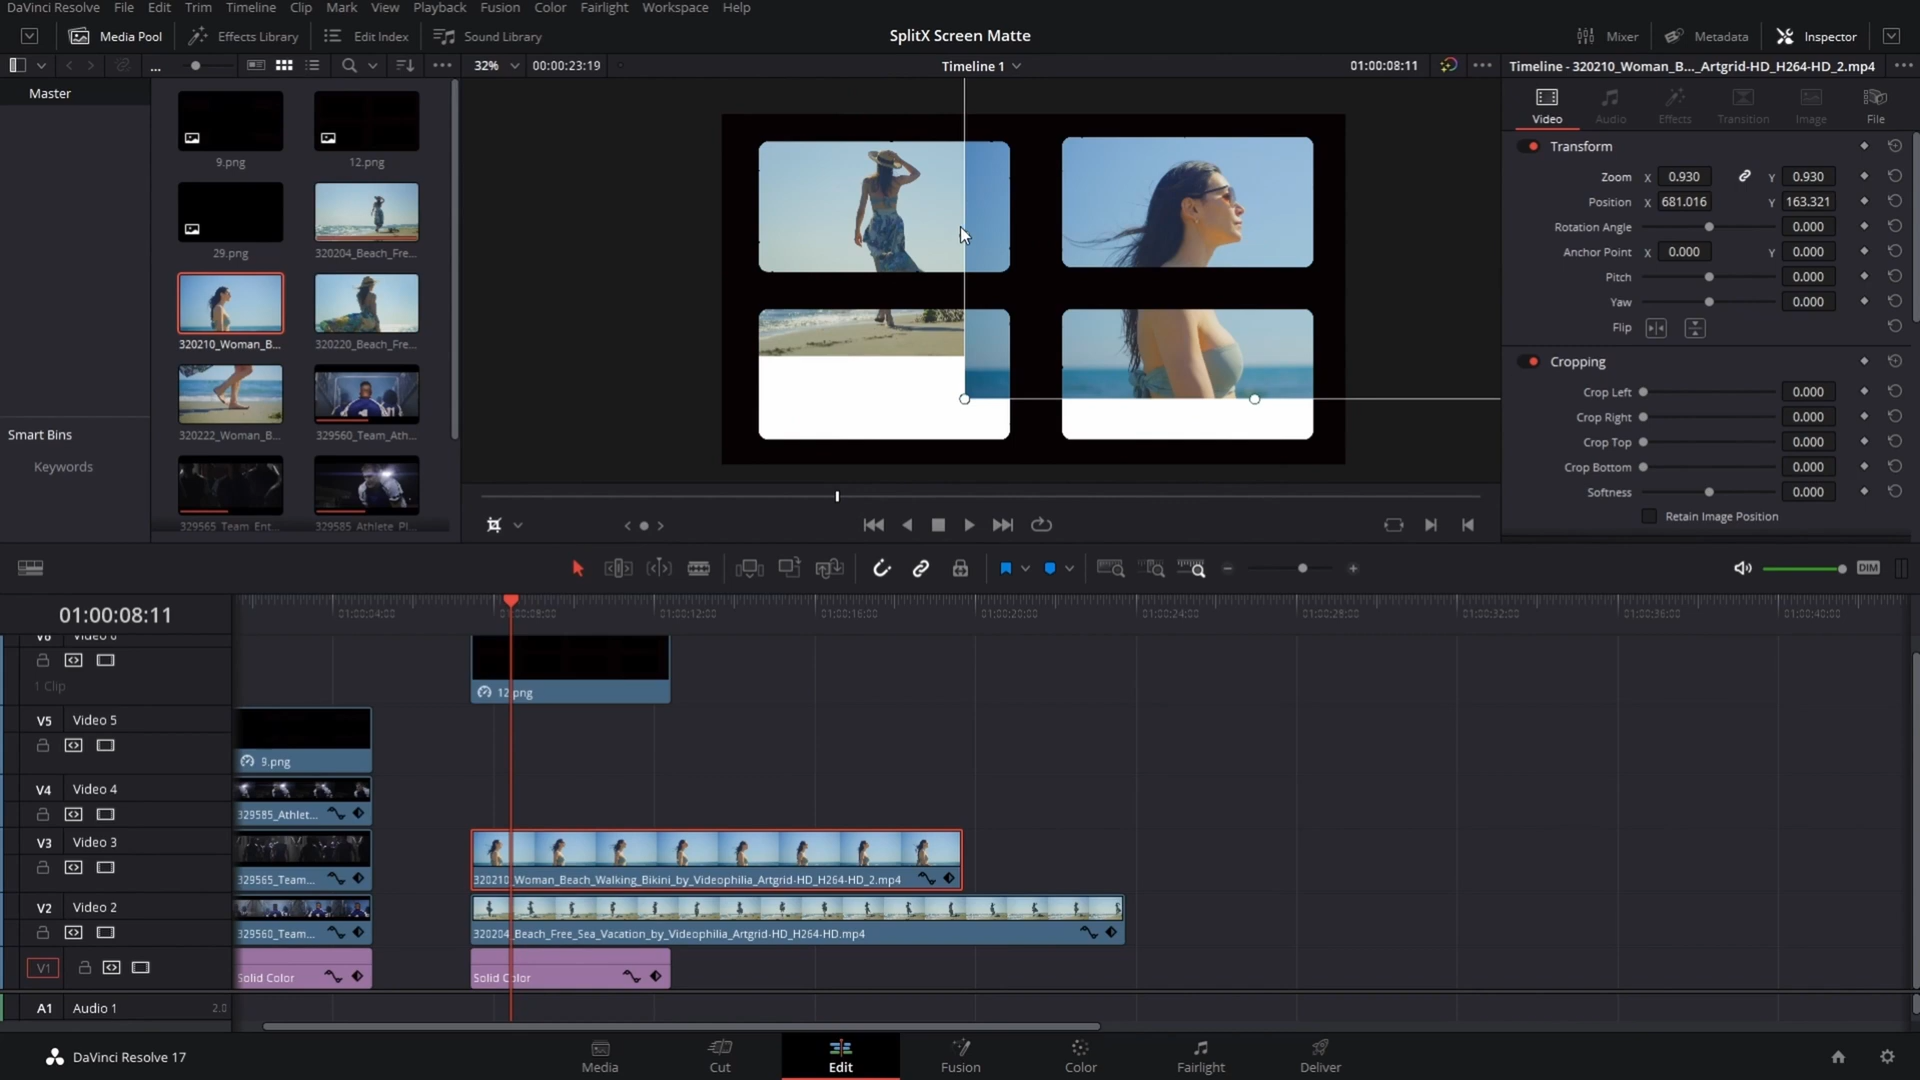 DaVinci Resolve File Edit Trim Timeline Clip Mark View Playback Fusion Color Fairlight Workspace Help
Media Pool Effects Library Edit Index Sound Library SplitX Screen Matte Mixer Metadata Inspector
... 32% 00:00:23:19 Timeline 1 01:00:08:11 Timeline - 320210_Woman_B..._Artgrid-HD_H264-HD_2.mp4
Master
Video Audio Effects Transition Image File
9.png 12.png
Transform
Zoom X 0.930 Y 0.930
Position X 681.016 Y 163.321
Rotation Angle 0.000
29.png 320204_Beach_Fre...
Anchor Point X 0.000 Y 0.000
Pitch 0.000
Yaw 0.000
Flip
320210_Woman_B... 320220_Beach_Fre...
Cropping
Crop Left 0.000
Crop Right 0.000
Smart Bins 320222_Woman_B... 329560_Team_Ath...
Crop Top 0.000
Keywords
Crop Bottom 0.000
Softness 0.000
Retain Image Position
329565_Team_Ent... 329585_Athlete_Pl...
DIM
01:00:08:11
01:00:04:00 01:00:08:00 01:00:12:00 01:00:16:00 01:00:20:00 01:00:24:00 01:00:28:00 01:00:32:00 01:00:36:00 01:00:40:00
V6 Video 6
1 Clip
12.png
V5 Video 5
9.png
V4 Video 4
329585_Athlet...
V3 Video 3
329565_Team... 320210_Woman_Beach_Walking_Bikini_by_Videophilia_Artgrid-HD_H264-HD_2.mp4
V2 Video 2
329560_Team... 320204_Beach_Free_Sea_Vacation_by_Videophilia_Artgrid-HD_H264-HD.mp4
V1
Solid Color Solid Color
A1 Audio 1 2.0
DaVinci Resolve 17 Media Cut Edit Fusion Color Fairlight Deliver